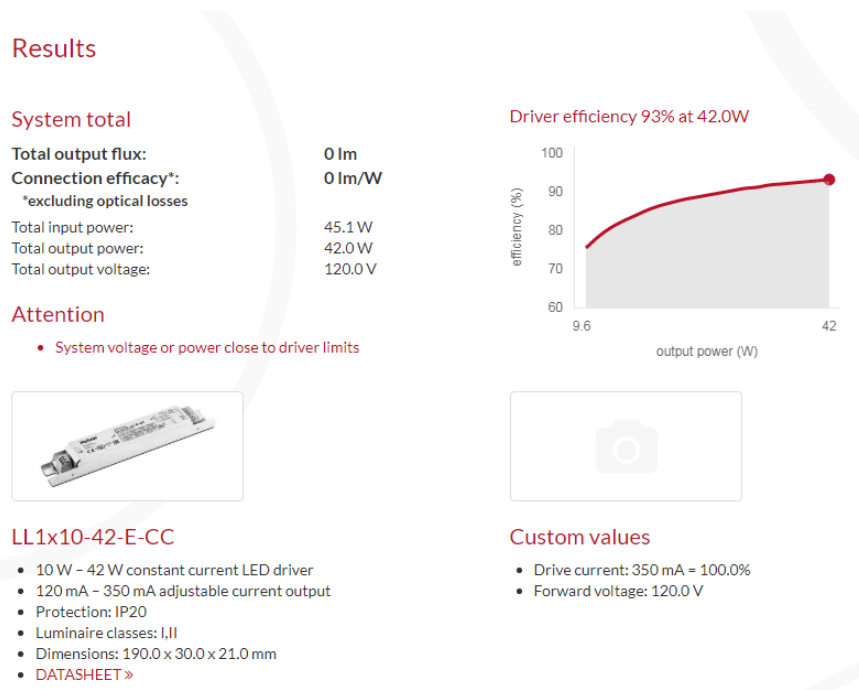 Results
System total
Total output flux: 0 lm
Connection efficacy*: 0 lm/W
*excluding optical losses
Total input power: 45.1 W
Total output power: 42.0 W
Total output voltage: 120.0 V
Attention
• System voltage or power close to driver limits
Driver efficiency 93% at 42.0W
efficiency (%)
100
90
80
70
60
9.6 42
output power (W)
Helvar
LL1x10-42-E-CC
• 10 W – 42 W constant current LED driver
• 120 mA – 350 mA adjustable current output
• Protection: IP20
• Luminaire classes: I,II
• Dimensions: 190.0 x 30.0 x 21.0 mm
• DATASHEET »
Custom values
• Drive current: 350 mA = 100.0%
• Forward voltage: 120.0 V